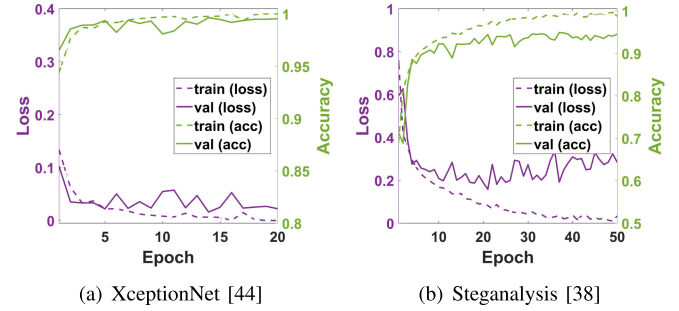 0.4
0.3
0.2
0.1
0
Loss
1
0.95
0.9
0.85
0.8
Accuracy
train (loss)
val (loss)
train (acc)
val (acc)
5
10
15
20
Epoch
(a) XceptionNet [44]
1
0.8
0.6
0.4
0.2
0
Loss
1
0.9
0.8
0.7
0.6
0.5
Accuracy
train (loss)
val (loss)
train (acc)
val (acc)
10
20
30
40
50
Epoch
(b) Steganalysis [38]